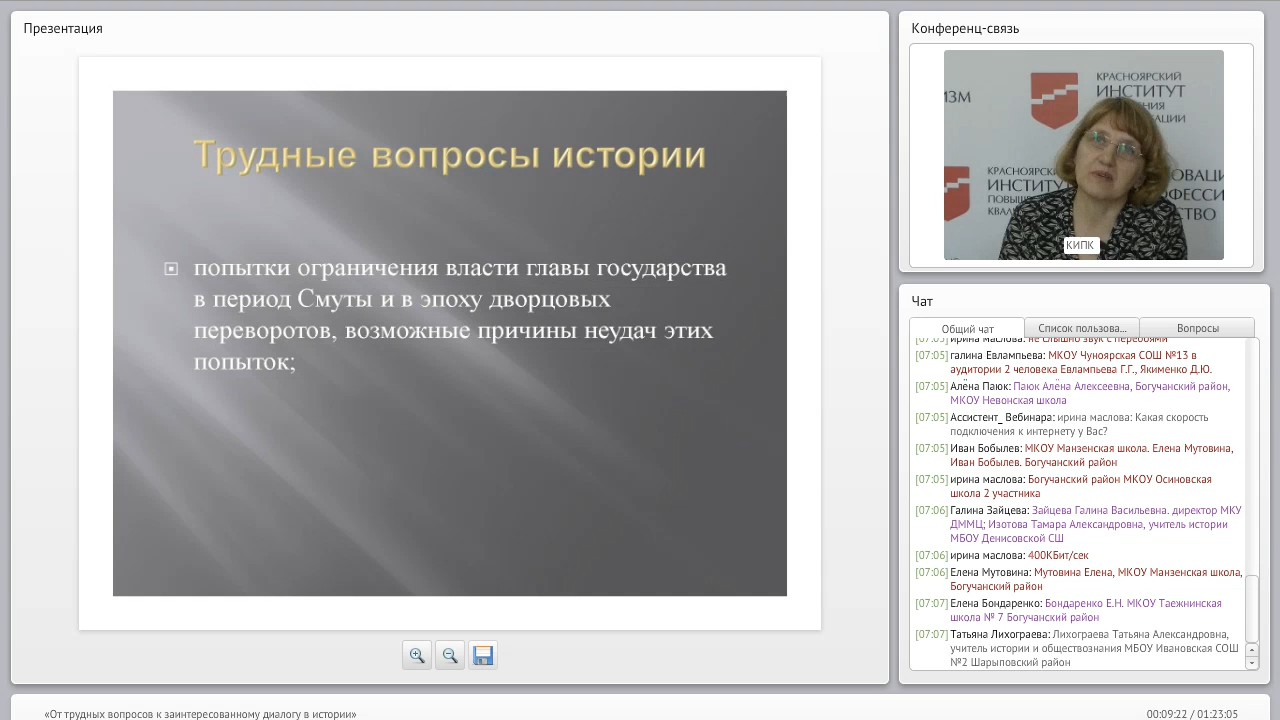 Презентация
Трудные вопросы истории
попытки ограничения власти главы государства
в период Смуты и в эпоху дворцовых
переворотов, возможные причины неудач этих
попыток;
Конференц-связь
ИЗМ
КРАСНОЯРСКИЙ
ИНСТИТУТ
КРАСНОЯРСК
ИНСТИТУ
КИПК
Чат
Общий чат
Список пользова...
Вопросы
[07:05] ирина маслова: не слышно звук с перебоями
[07:05] галина Евлампьева: МКОУ Чуноярская СОШ №13 в
аудитории 2 человека Евлампьева Г.Г., Якименко Д.Ю.
[07:05] Алёна Паюк: Паюк Алёна Алексеевна, Богучанский район,
МКОУ Невонская школа
[07:05] Ассистент_ Вебинара: ирина маслова: Какая скорость
подключения к интернету у Вас?
[07:05] Иван Бобылев: МКОУ Манзенская школа. Елена Мутовина,
Иван Бобылев. Богучанский район
[07:05] ирина маслова: Богучанский район МКОУ Осиновская
школа 2 участника
[07:06] Галина Зайцева: Зайцева Галина Васильевна. директор МКУ
ДММЦ; Изотова Тамара Александровна, учитель истории
МБОУ Денисовской СШ
[07:06] ирина маслова: 400КБит/сек
[07:06] Елена Мутовина: Мутовина Елена, МКОУ Манзенская школа,
Богучанский район
[07:07] Елена Бондаренко: Бондаренко Е.Н. МКОУ Таежнинская
школа № 7 Богучанский район
[07:07] Татьяна Лихограева: Лихограева Татьяна Александровна,
учитель истории и обществознания МБОУ Ивановская СОШ
№2 Шарыповский район
«От трудных вопросов к заинтересованному диалогу в истории»
00:09:22 / 01:23:05